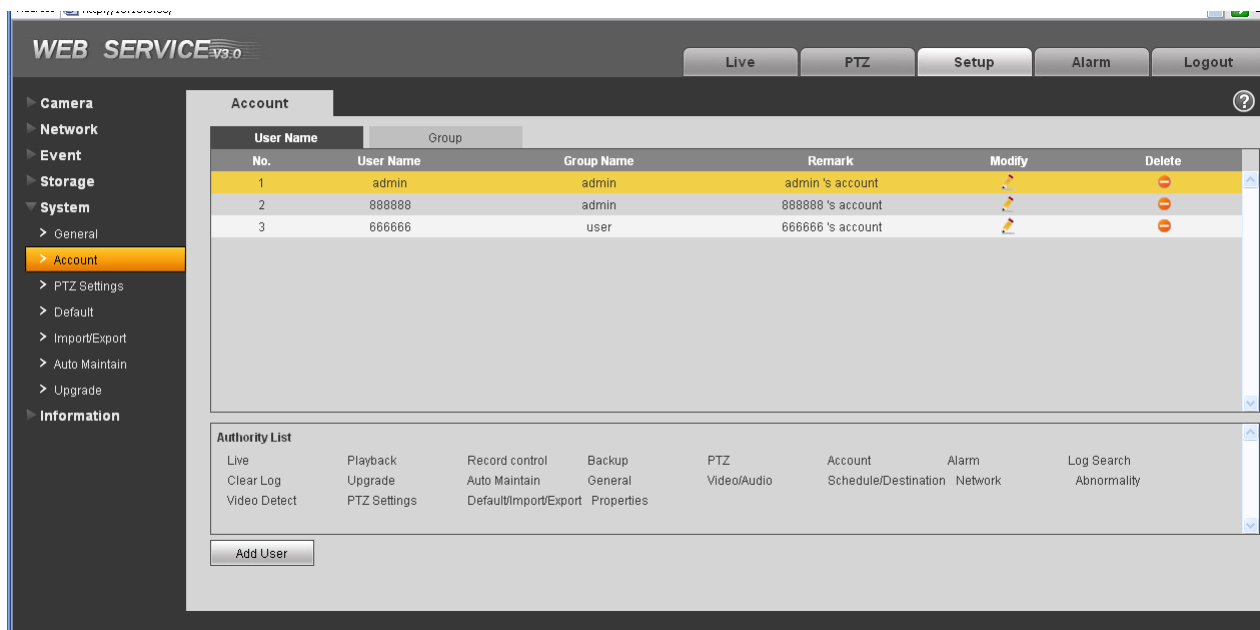 WEB SERVICE V3.0
Live PTZ Setup Alarm Logout
Camera
Network
Event
Storage
System
General
Account
PTZ Settings
Default
Import/Export
Auto Maintain
Upgrade
Information
Account
User Name Group
No. User Name Group Name Remark Modify Delete
1 admin admin admin 's account
2 888888 admin 888888 's account
3 666666 user 666666 's account
Authority List
Live Playback Record control Backup PTZ Account Alarm Log Search
Clear Log Upgrade Auto Maintain General Video/Audio Schedule/Destination Network Abnormality
Video Detect PTZ Settings Default/Import/Export Properties
Add User